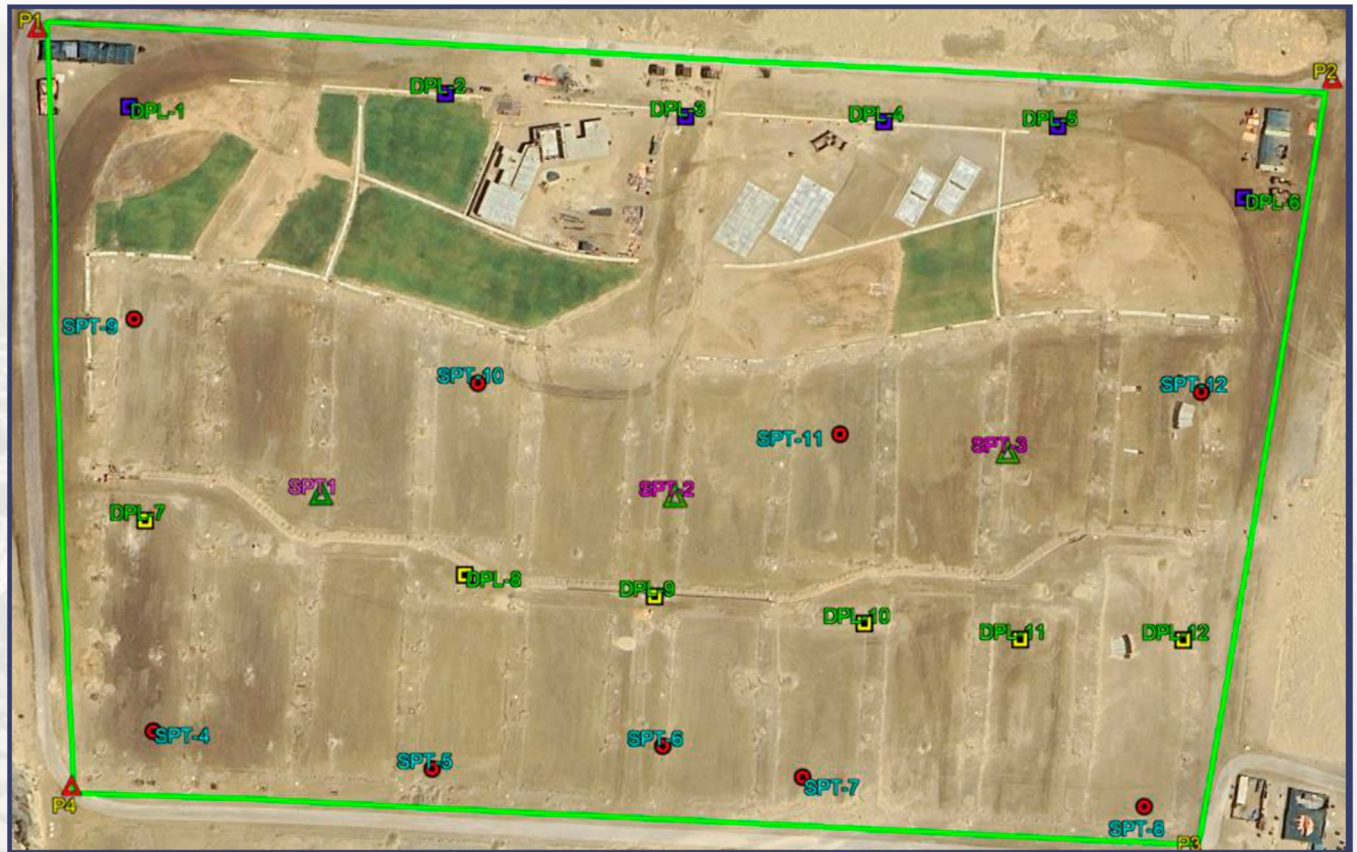 P1
P2
DPL-1
DPL-2
DPL-3
DPL-4
DPL-5
DPL-6
SPT-9
SPT-10
SPT-11
SPT-12
SPT1
SPT-2
SPT-3
DPL-7
DPL-8
DPL-9
DPL-10
DPL-11
DPL-12
SPT-4
SPT-5
SPT-6
SPT-7
SPT-8
P4
P3